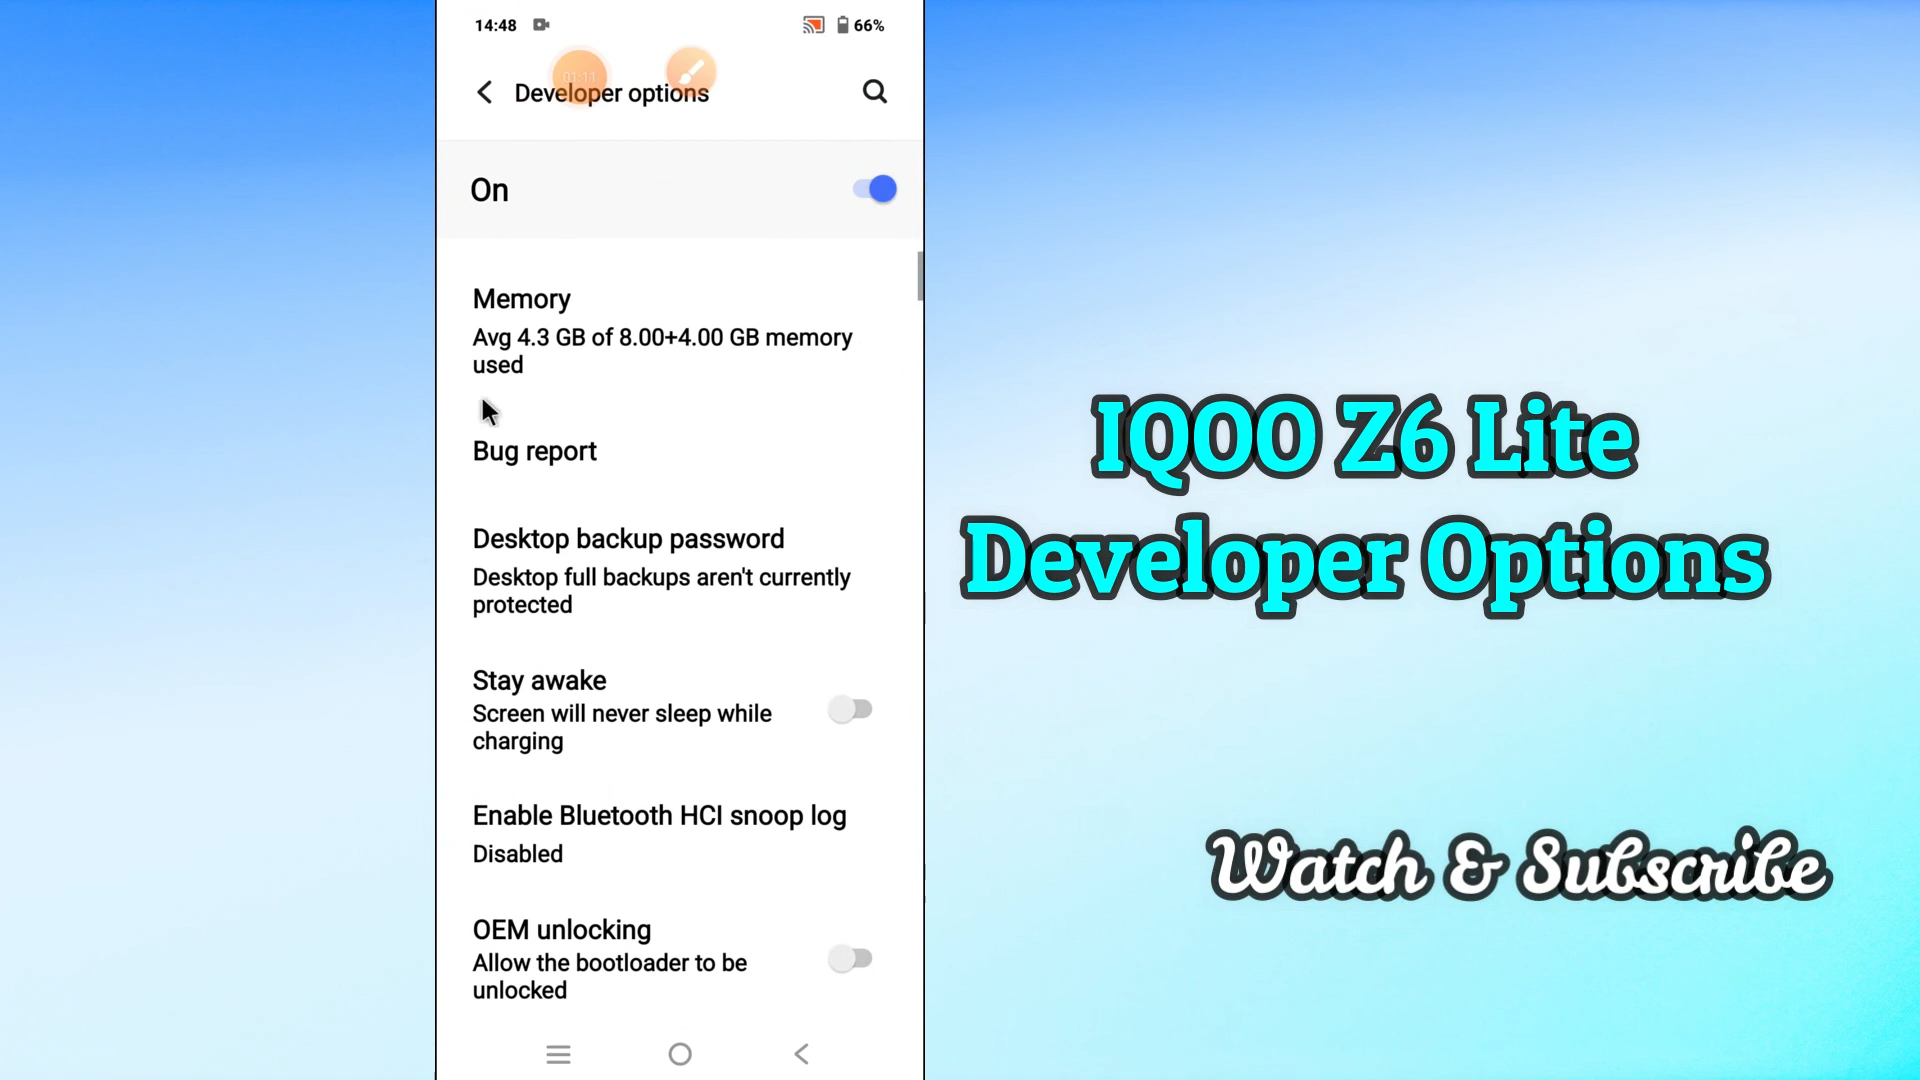 14:48
66%
01:11
Developer options
On
Memory
Avg 4.3 GB of 8.00+4.00 GB memory
used
Bug report
Desktop backup password
Desktop full backups aren't currently
protected
Stay awake
Screen will never sleep while
charging
Enable Bluetooth HCI snoop log
Disabled
OEM unlocking
Allow the bootloader to be
unlocked
IQOO Z6 Lite
Developer Options
Watch & Subscribe